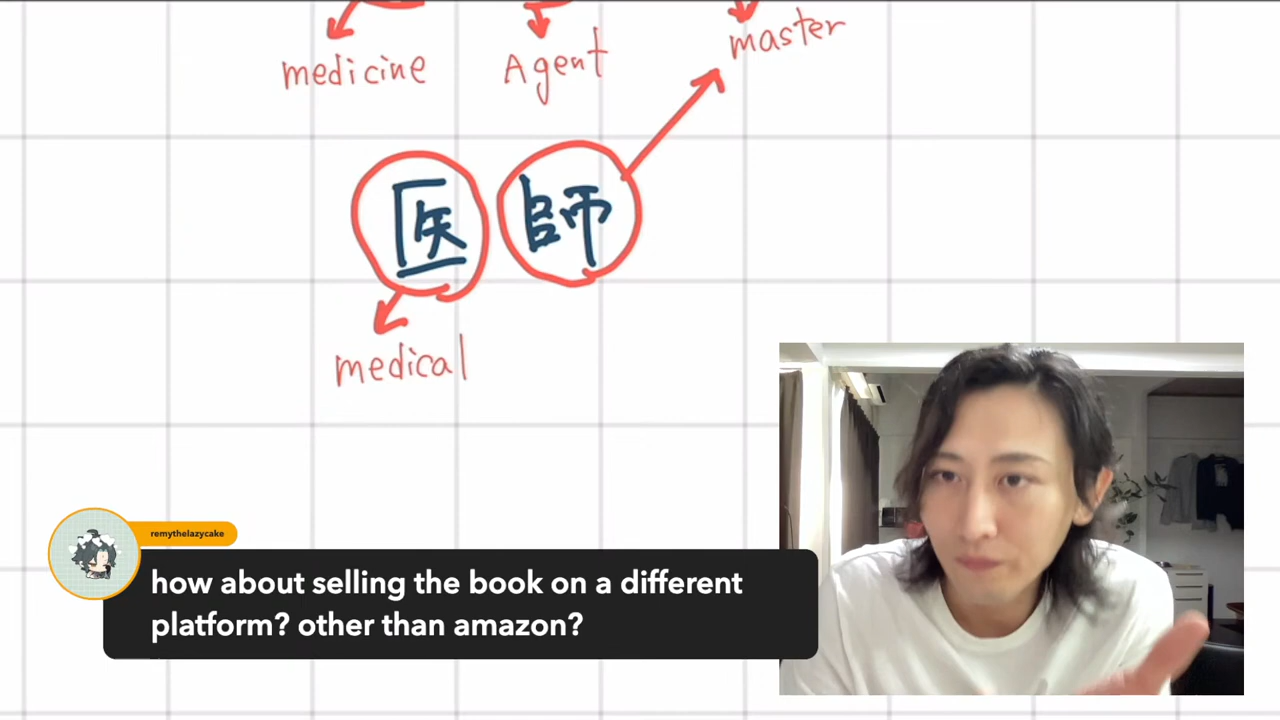 medicine
Agent
master
医師
medical
remythelazycake
how about selling the book on a different
platform? other than amazon?